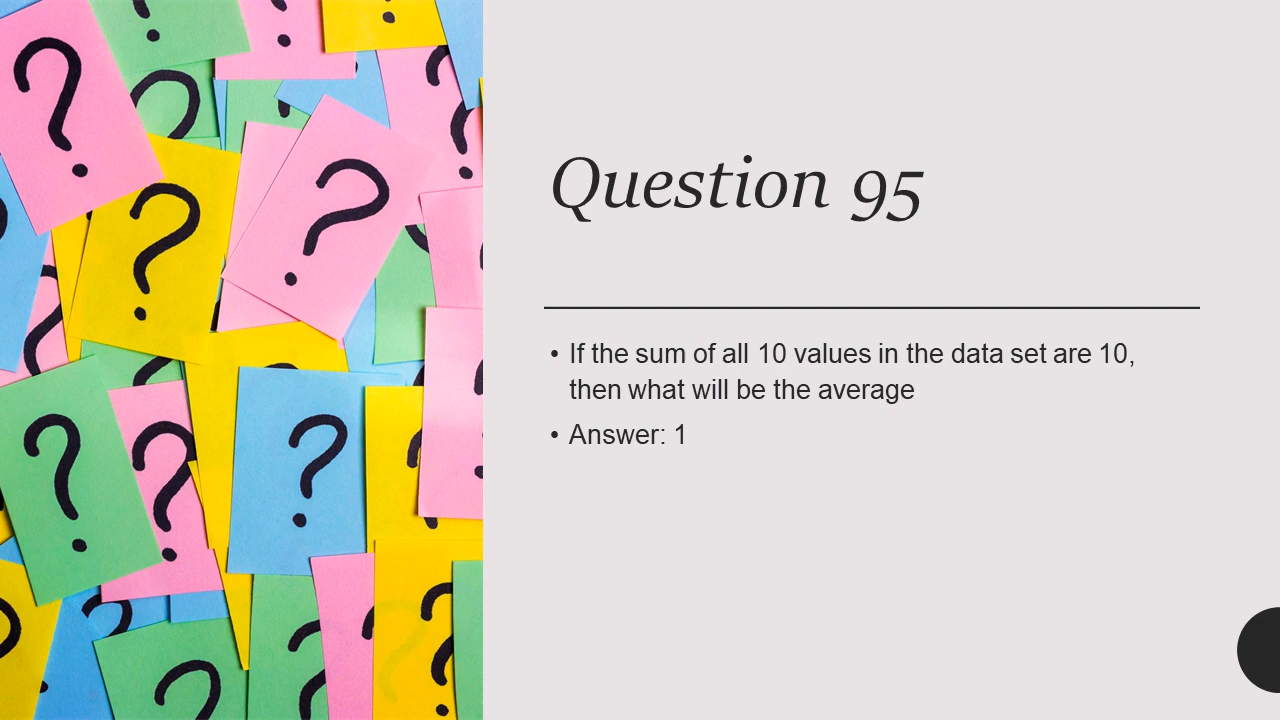 Question 95
• If the sum of all 10 values in the data set are 10,
then what will be the average
• Answer: 1